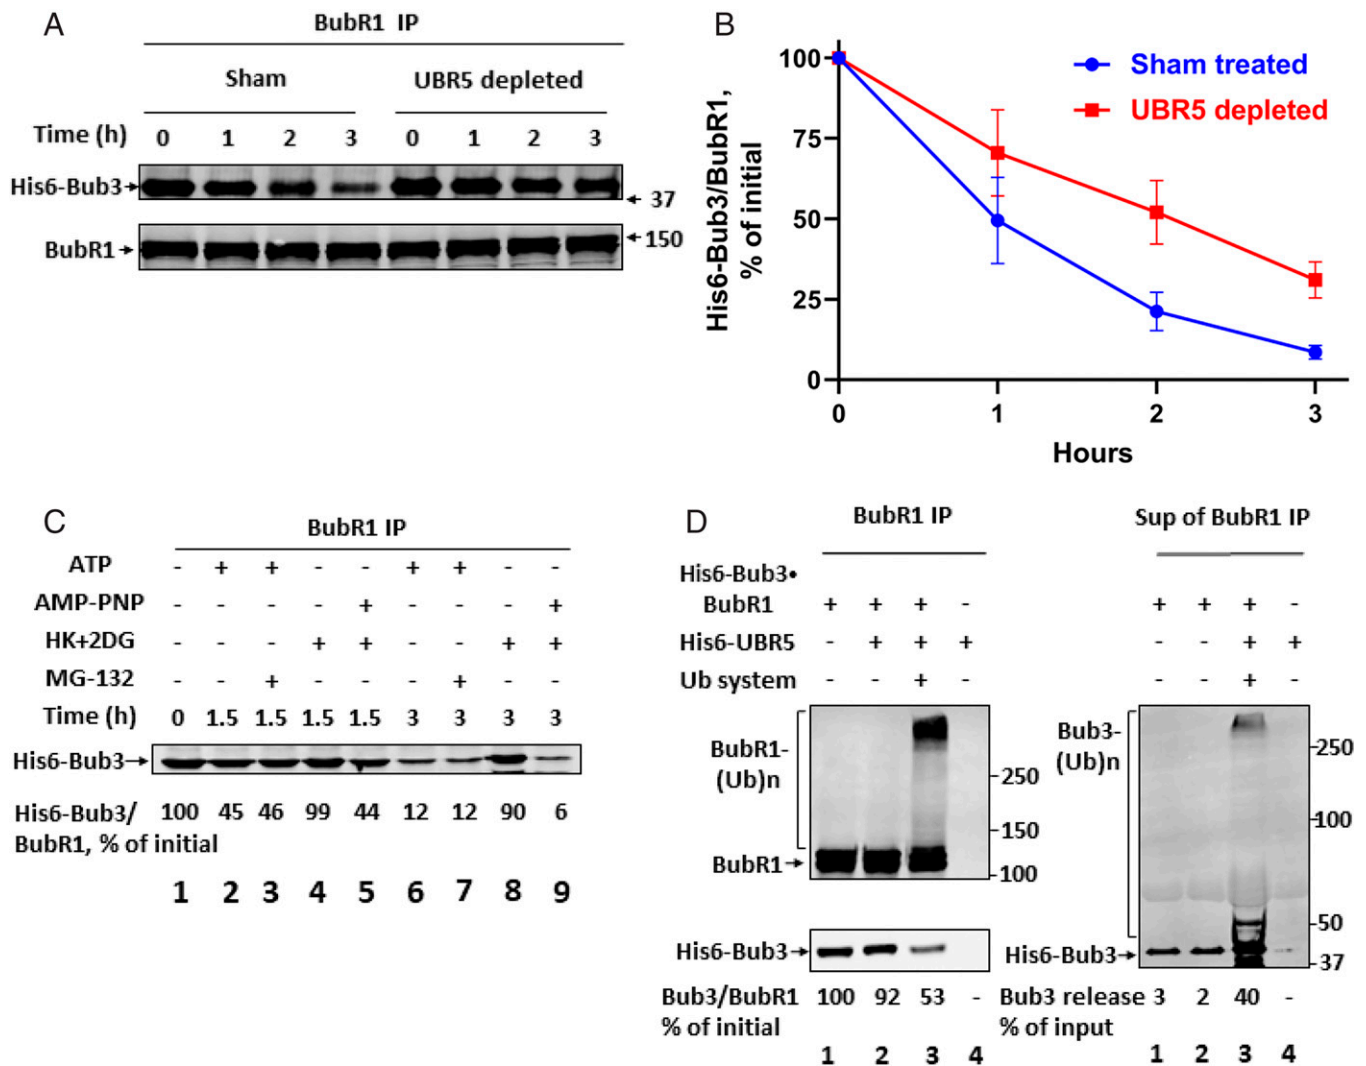 A
BubR1 IP
Sham
UBR5 depleted
Time (h) 0 1 2 3 0 1 2 3
His6-Bub3
37
BubR1
150
B
His6-Bub3/BubR1,
% of initial
100
75
50
25
0
0 1 2 3
Hours
Sham treated
UBR5 depleted
C
BubR1 IP
ATP - + + - - + + - -
AMP-PNP - - - - + - - - +
HK+2DG - - - + + - - + +
MG-132 - - + - - - + - -
Time (h) 0 1.5 1.5 1.5 1.5 3 3 3 3
His6-Bub3
His6-Bub3/ 100 45 46 99 44 12 12 90 6
BubR1, % of initial
1 2 3 4 5 6 7 8 9
D
BubR1 IP
His6-Bub3•
BubR1 + + + -
His6-UBR5 - + + +
Ub system - - + -
BubR1-
(Ub)n
250
150
BubR1
100
His6-Bub3
Bub3/BubR1 100 92 53 -
% of initial
1 2 3 4
Sup of BubR1 IP
+ + + -
- - + +
- - + -
Bub3-
(Ub)n
250
100
50
His6-Bub3
37
Bub3 release 3 2 40 -
% of input
1 2 3 4